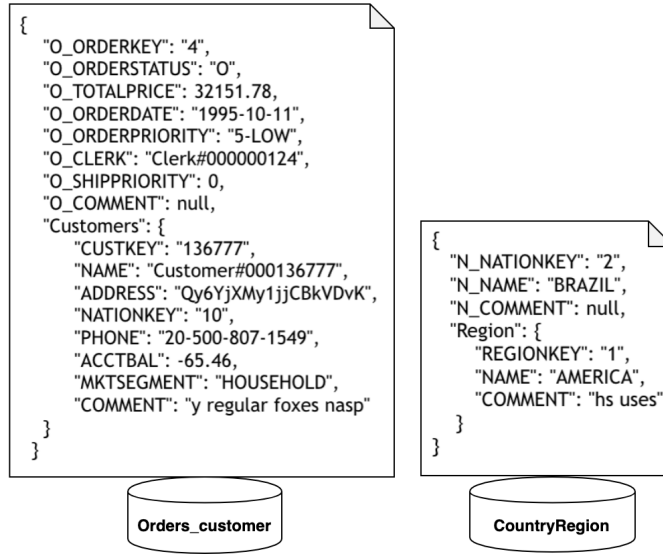 {
"O_ORDERKEY": "4",
"O_ORDERSTATUS": "O",
"O_TOTALPRICE": 32151.78,
"O_ORDERDATE": "1995-10-11",
"O_ORDERPRIORITY": "5-LOW",
"O_CLERK": "Clerk#000000124",
"O_SHIPPRIORITY": 0,
"O_COMMENT": null,
"Customers": {
"CUSTKEY": "136777",
"NAME": "Customer#000136777",
"ADDRESS": "Qy6YjXMy1jjCBkVDvK",
"NATIONKEY": "10",
"PHONE": "20-500-807-1549",
"ACCTBAL": -65.46,
"MKTSEGMENT": "HOUSEHOLD",
"COMMENT": "y regular foxes nasp"
}
}
Orders_customer
{
"N_NATIONKEY": "2",
"N_NAME": "BRAZIL",
"N_COMMENT": null,
"Region": {
"REGIONKEY": "1",
"NAME": "AMERICA",
"COMMENT": "hs uses"
}
}
CountryRegion